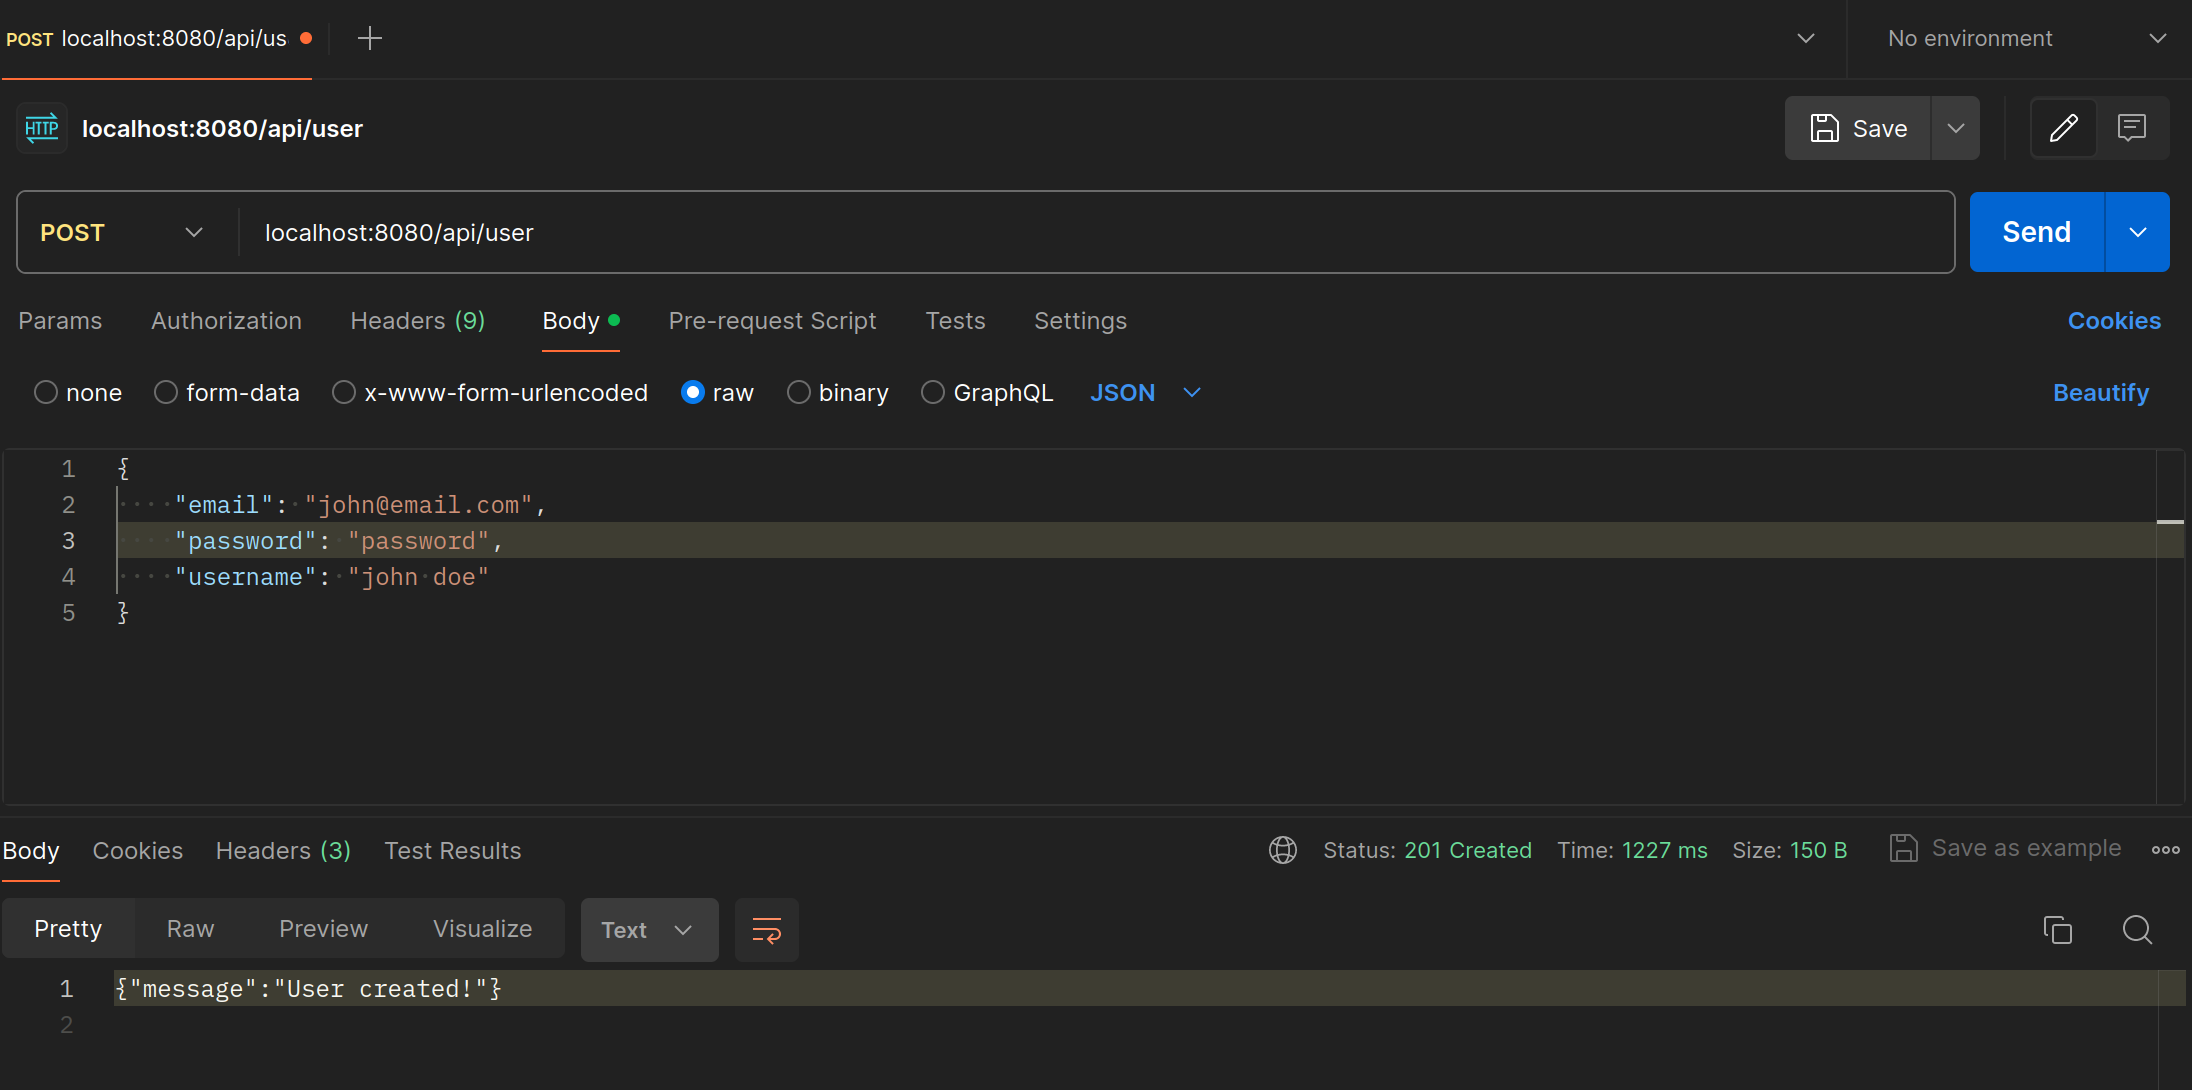 POST localhost:8080/api/us
No environment
HTTP localhost:8080/api/user
Save
POST localhost:8080/api/user
Send
Params Authorization Headers (9) Body Pre-request Script Tests Settings Cookies
none form-data x-www-form-urlencoded raw binary GraphQL JSON Beautify
1 {
2 ····"email":·"john@email.com",
3 ····"password":·"password",
4 ····"username":·"john·doe"
5 }
Body Cookies Headers (3) Test Results Status: 201 Created Time: 1227 ms Size: 150 B Save as example
Pretty Raw Preview Visualize Text
1 {"message":"User created!"}
2